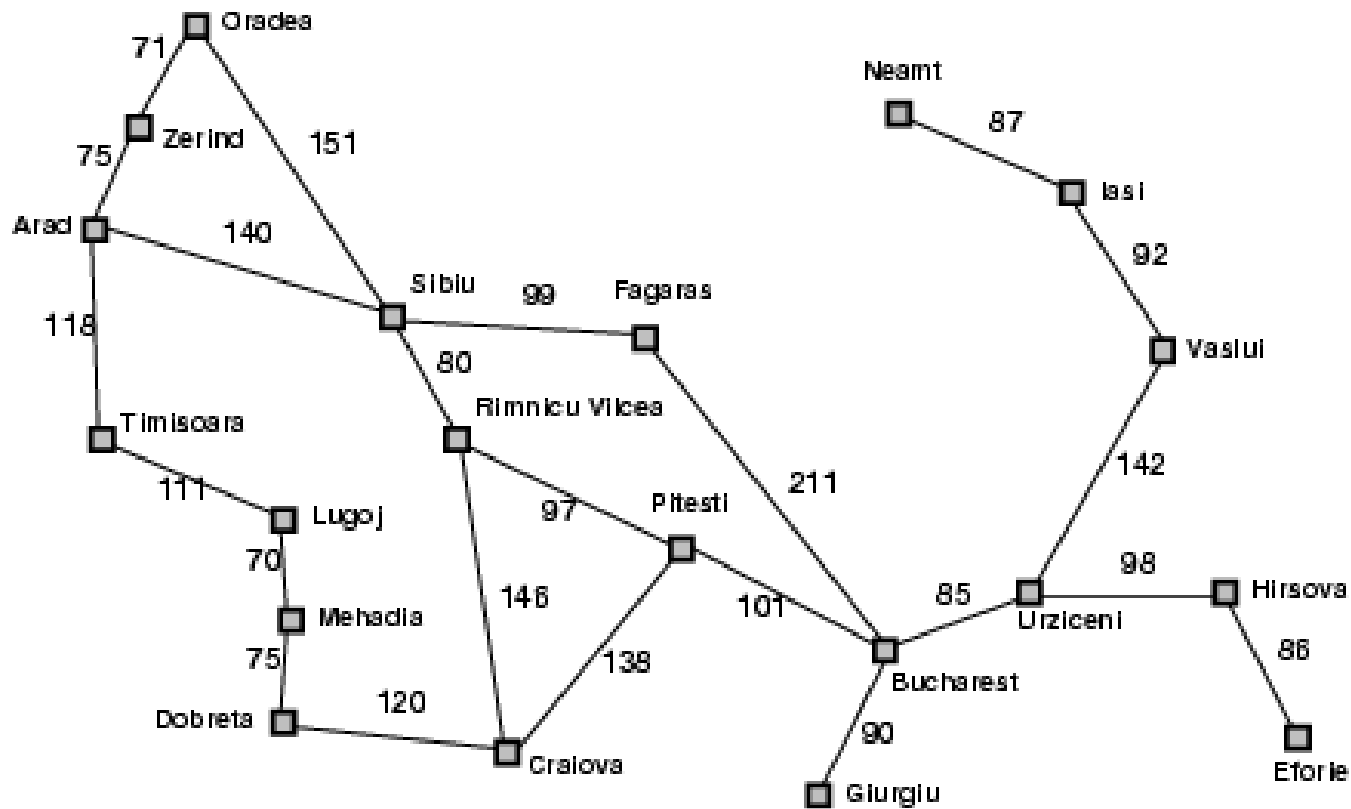 Oradea
71
Neamt
87
Zerind
151
75
Iasi
Arad
140
92
Sibiu
99
Fagaras
118
80
Vaslui
Timisoara
Rimnicu Vilcea
142
111
Lugoj
97
Pitesti
211
70
98
146
101
85
Hirsova
Mehadia
Urziceni
75
138
86
Bucharest
Dobreta
120
90
Craiova
Eforie
Giurgiu